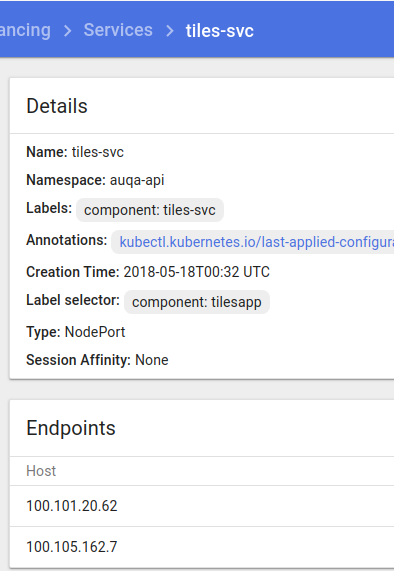 ancing > Services > tiles-svc
Details
Name: tiles-svc
Namespace: auqa-api
Labels: component: tiles-svc
Annotations: kubectl.kubernetes.io/last-applied-configura
Creation Time: 2018-05-18T00:32 UTC
Label selector: component: tilesapp
Type: NodePort
Session Affinity: None
Endpoints
Host
100.101.20.62
100.105.162.7